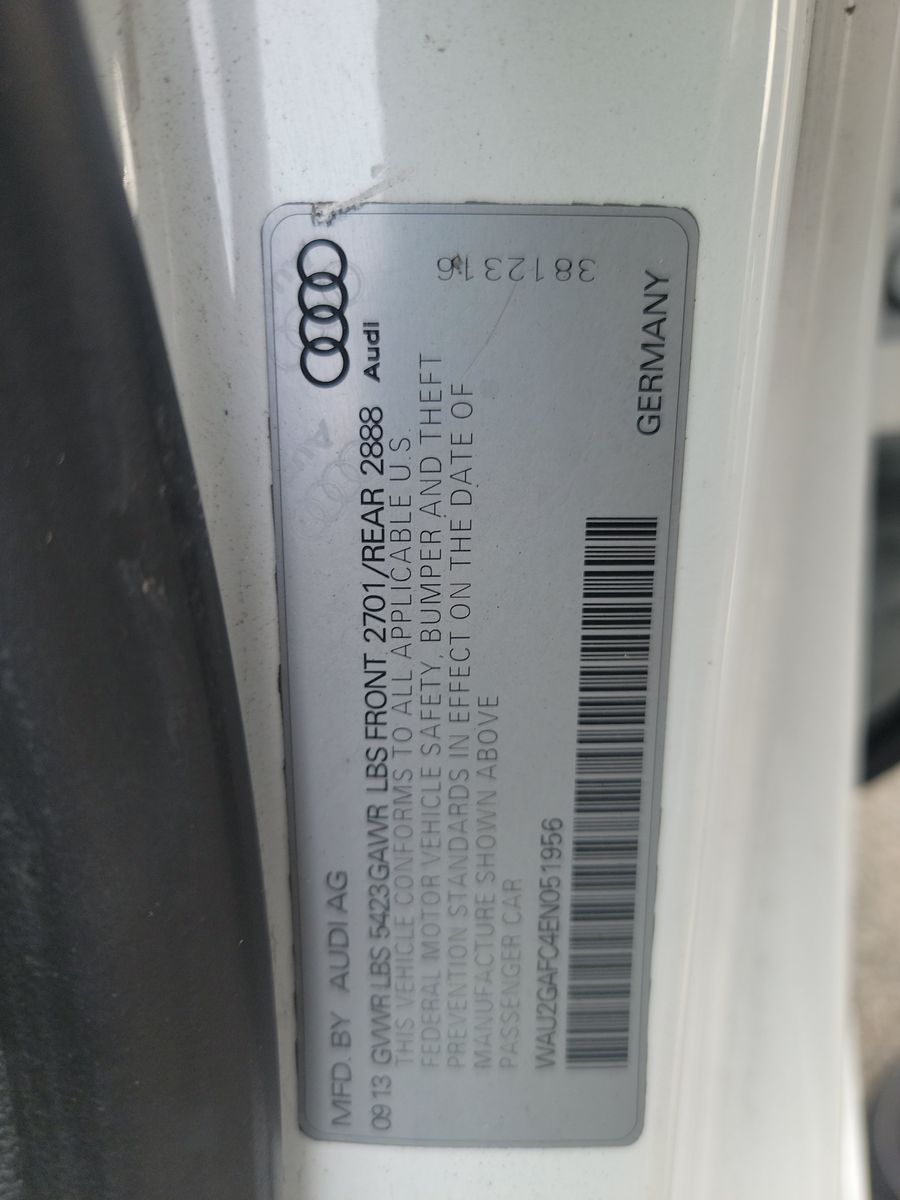 MFD. BY AUDI AG
Audi
09 13 GVWR LBS 5423 GAWR LBS FRONT 2701/REAR 2888
THIS VEHICLE CONFORMS TO ALL APPLICABLE U.S.
FEDERAL MOTOR VEHICLE SAFETY, BUMPER AND THEFT
PREVENTION STANDARDS IN EFFECT ON THE DATE OF
MANUFACTURE SHOWN ABOVE
PASSENGER CAR
3812316
WAU2GAFC4EN051956
GERMANY